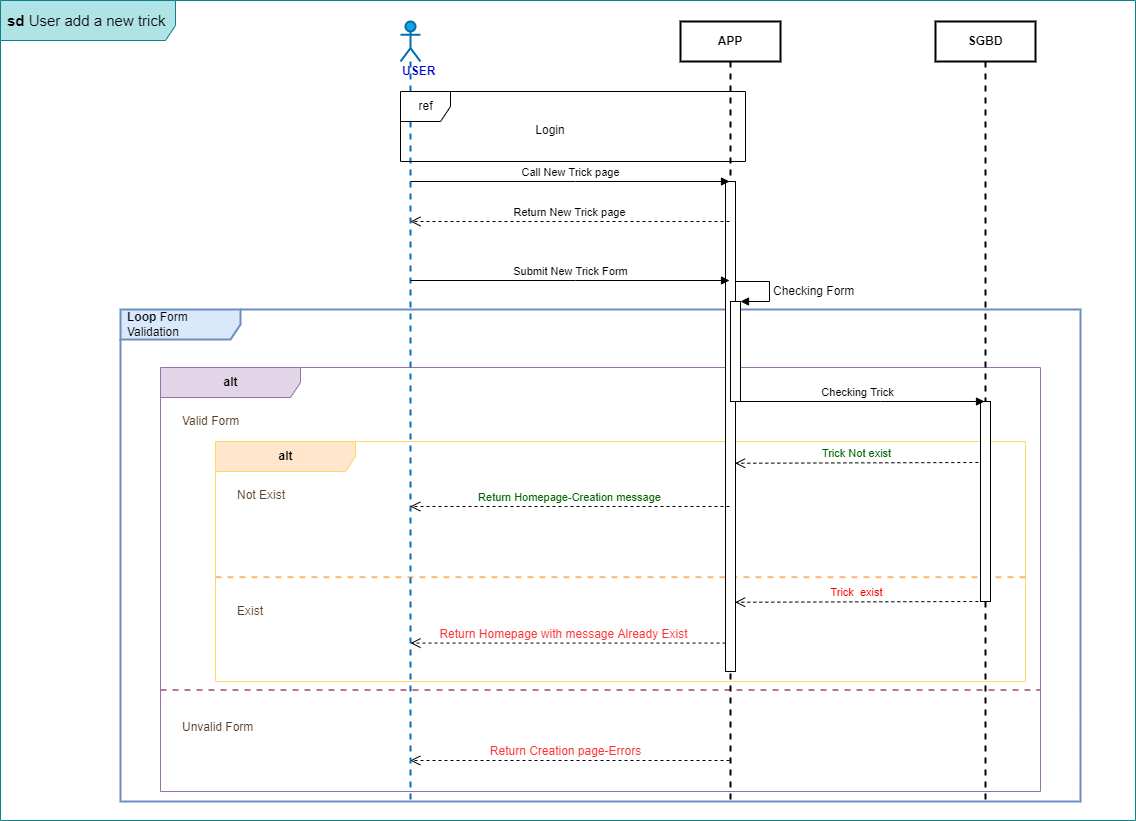 sd User add a new trick
USER
APP
SGBD
ref
Login
Call New Trick page
Return New Trick page
Submit New Trick Form
Checking Form
Loop Form
Validation
alt
Checking Trick
Valid Form
alt
Trick Not exist
Not Exist
Return Homepage-Creation message
Trick exist
Exist
Return Homepage with message Already Exist
Unvalid Form
Return Creation page-Errors